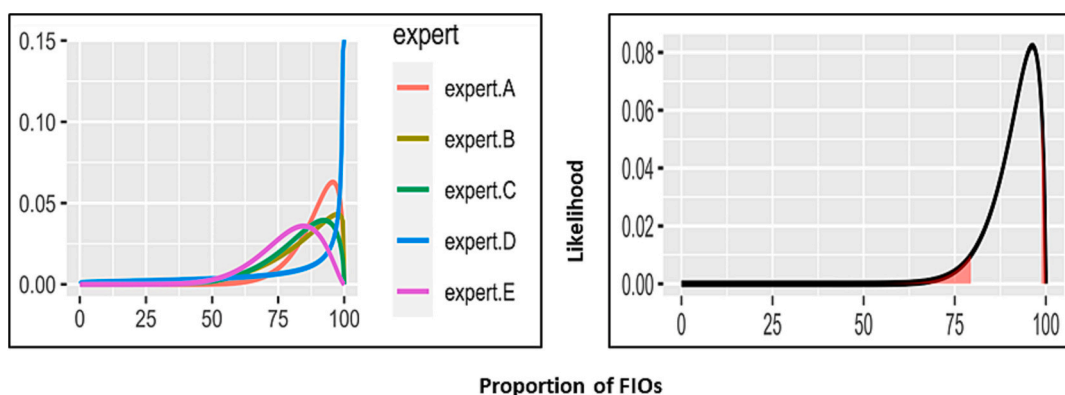 0.15
0.10
0.05
0.00
0 25 50 75 100
expert
expert.A
expert.B
expert.C
expert.D
expert.E
Likelihood
0.08
0.06
0.04
0.02
0.00
0 25 50 75 100
Proportion of FIOs